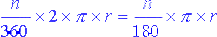 n/360 × 2 × π × r = n/180 × π × r